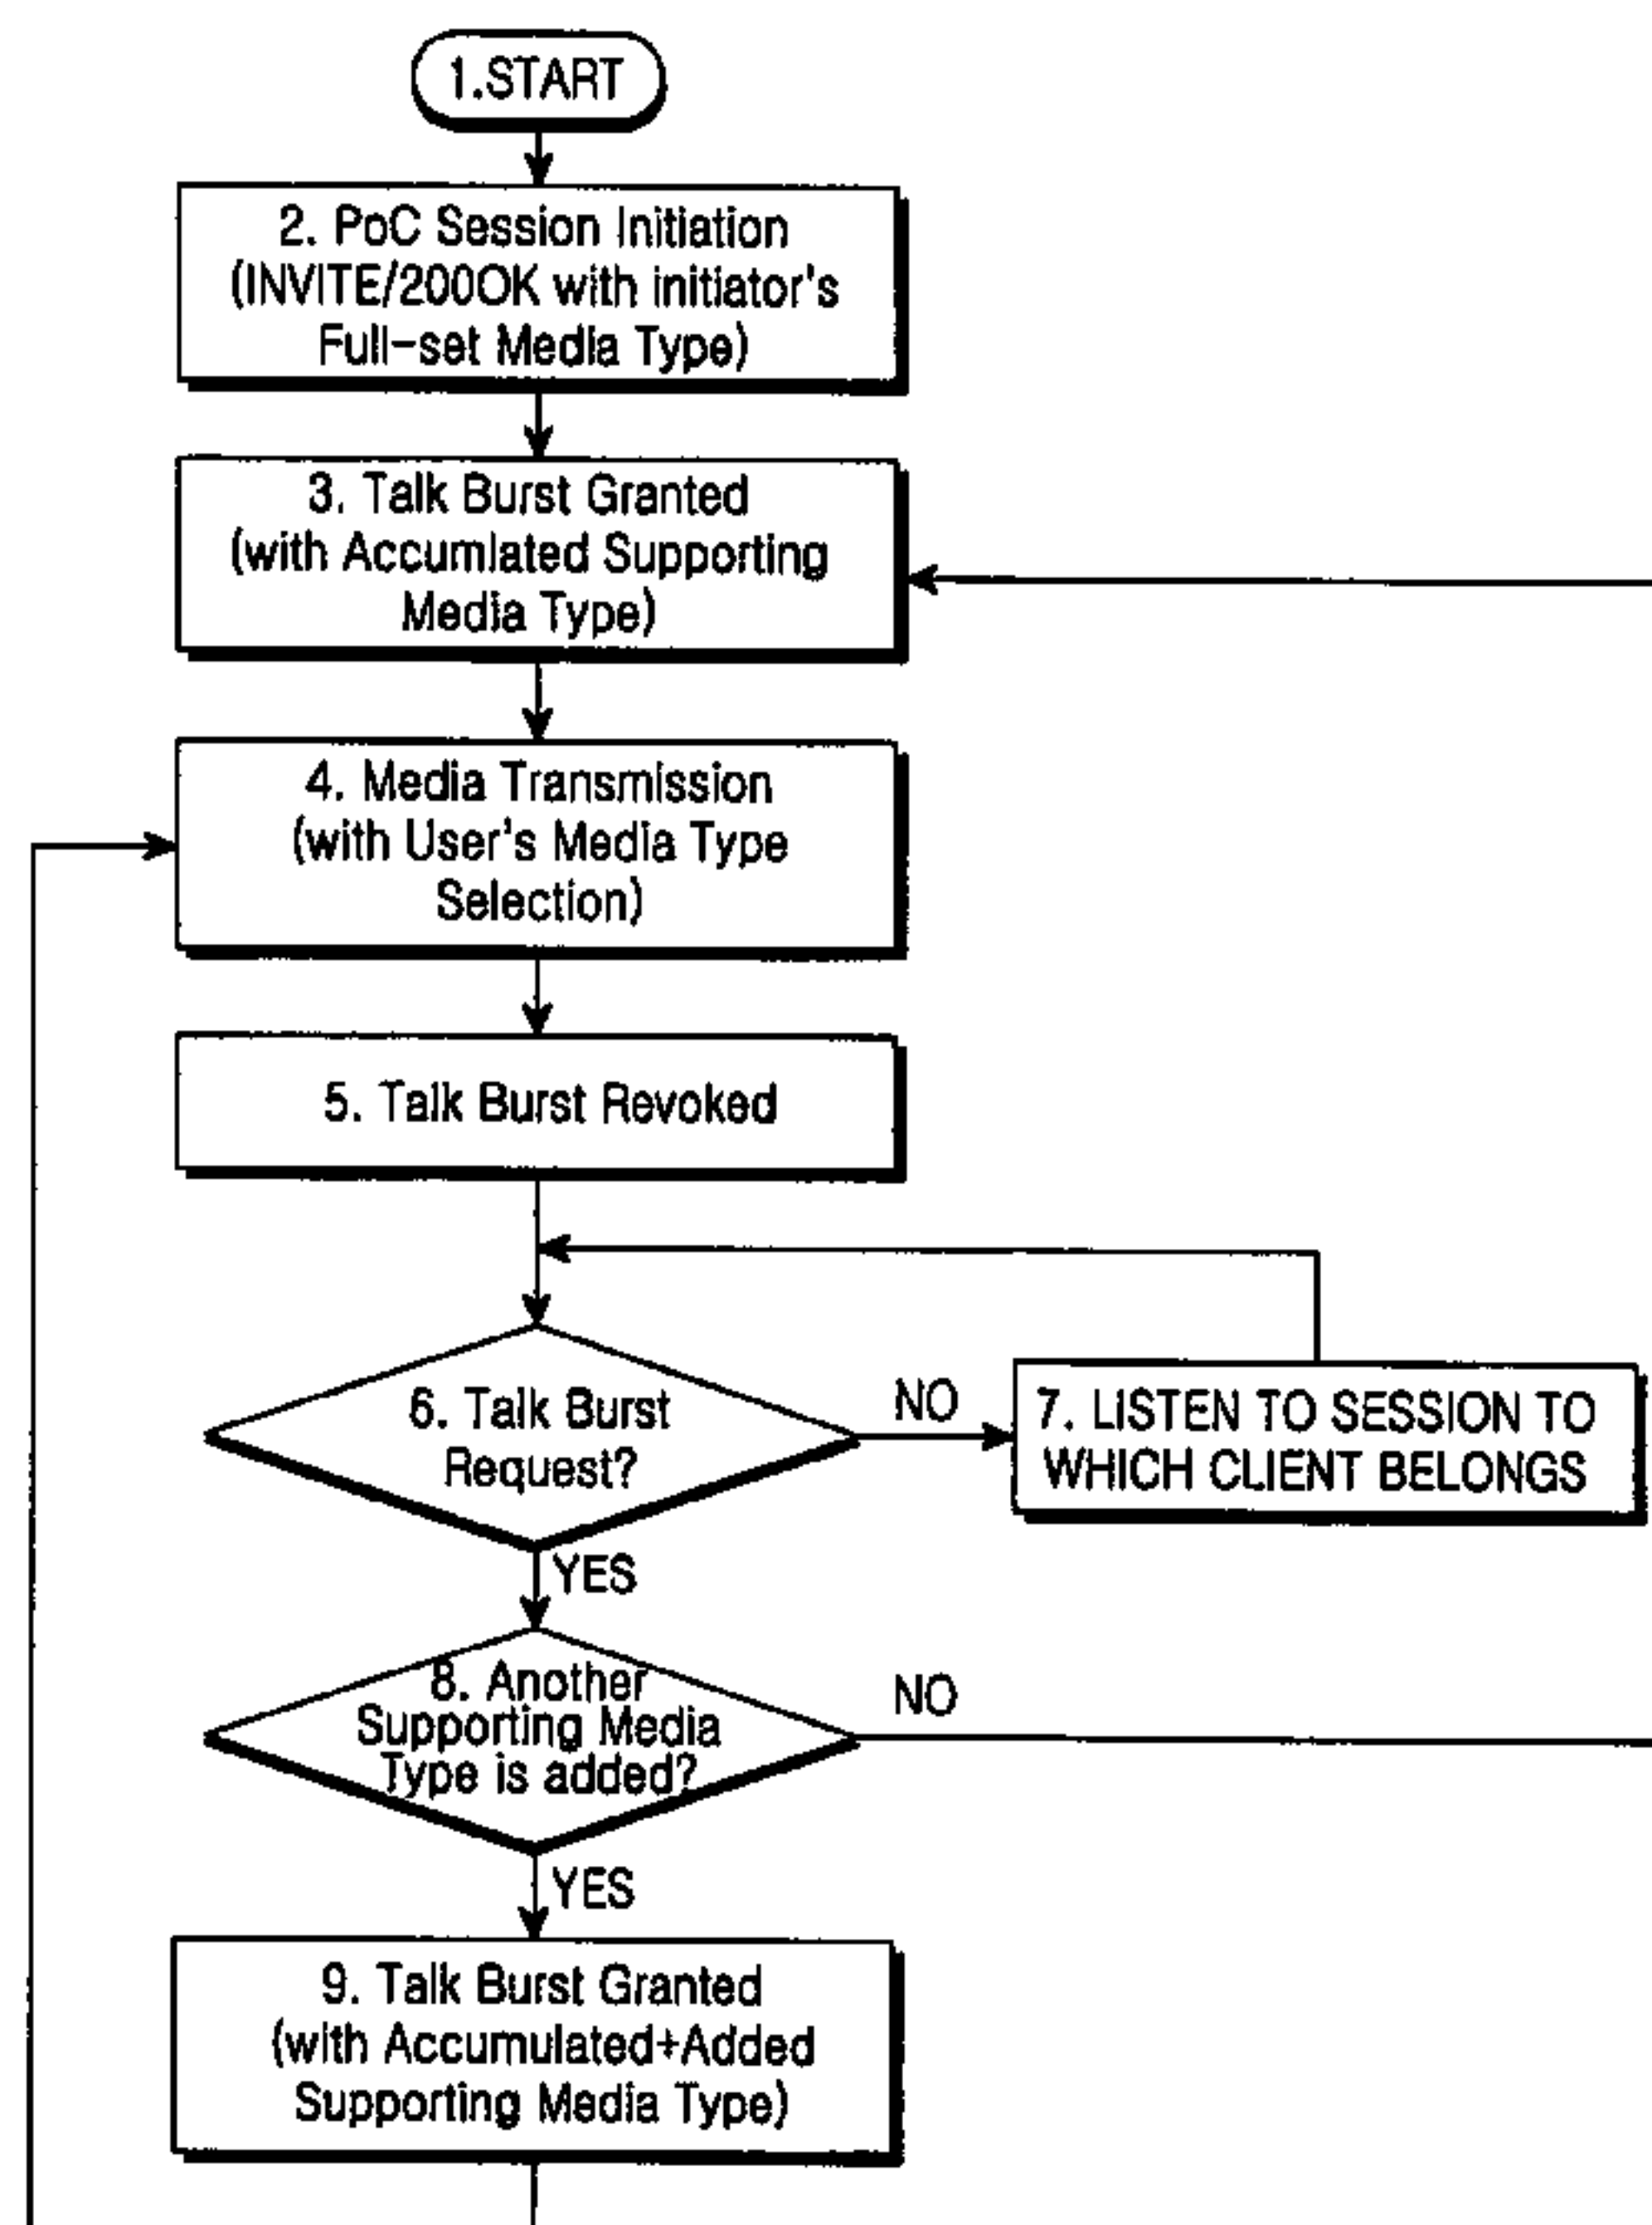 1.START
2. PoC Session Initiation
(INVITE/200OK with initiator's
Full-set Media Type)
3. Talk Burst Granted
(with Accumlated Supporting
Media Type)
4. Media Transmission
(with User's Media Type
Selection)
5. Talk Burst Revoked
6. Talk Burst
Request?
NO
7. LISTEN TO SESSION TO
WHICH CLIENT BELONGS
YES
8. Another
Supporting Media
Type is added?
NO
YES
9. Talk Burst Granted
(with Accumulated+Added
Supporting Media Type)